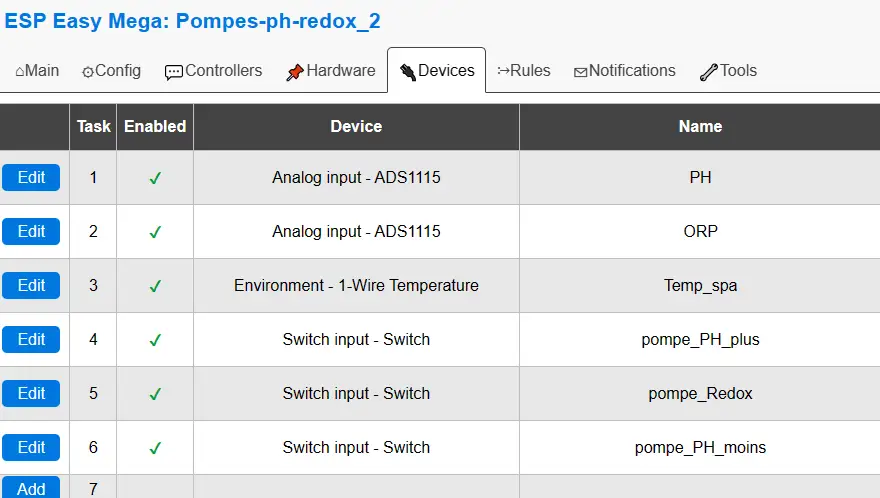 ESP Easy Mega: Pompes-ph-redox_2
Main Config Controllers Hardware Devices Rules Notifications Tools
Task Enabled Device Name
Edit 1 ✓ Analog input - ADS1115 PH
Edit 2 ✓ Analog input - ADS1115 ORP
Edit 3 ✓ Environment - 1-Wire Temperature Temp_spa
Edit 4 ✓ Switch input - Switch pompe_PH_plus
Edit 5 ✓ Switch input - Switch pompe_Redox
Edit 6 ✓ Switch input - Switch pompe_PH_moins
Add 7